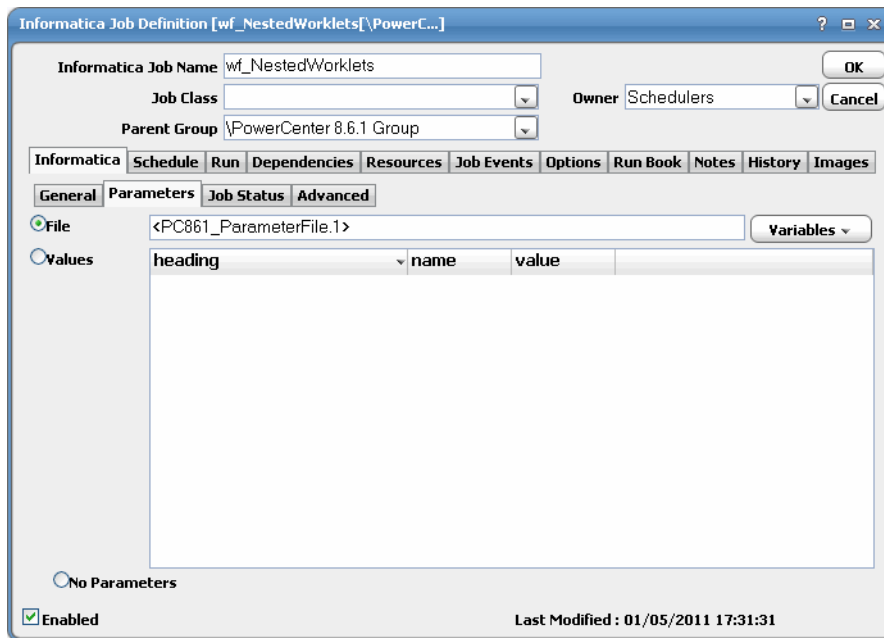 Informatica Job Definition [wf_NestedWorklets[\PowerC...] ?
Informatica Job Name wf_NestedWorklets OK
Job Class Owner Schedulers Cancel
Parent Group \PowerCenter 8.6.1 Group
Informatica Schedule Run Dependencies Resources Job Events Options Run Book Notes History Images
General Parameters Job Status Advanced
File <PC861_ParameterFile.1> Variables
Values heading name value
No Parameters
Enabled Last Modified : 01/05/2011 17:31:31